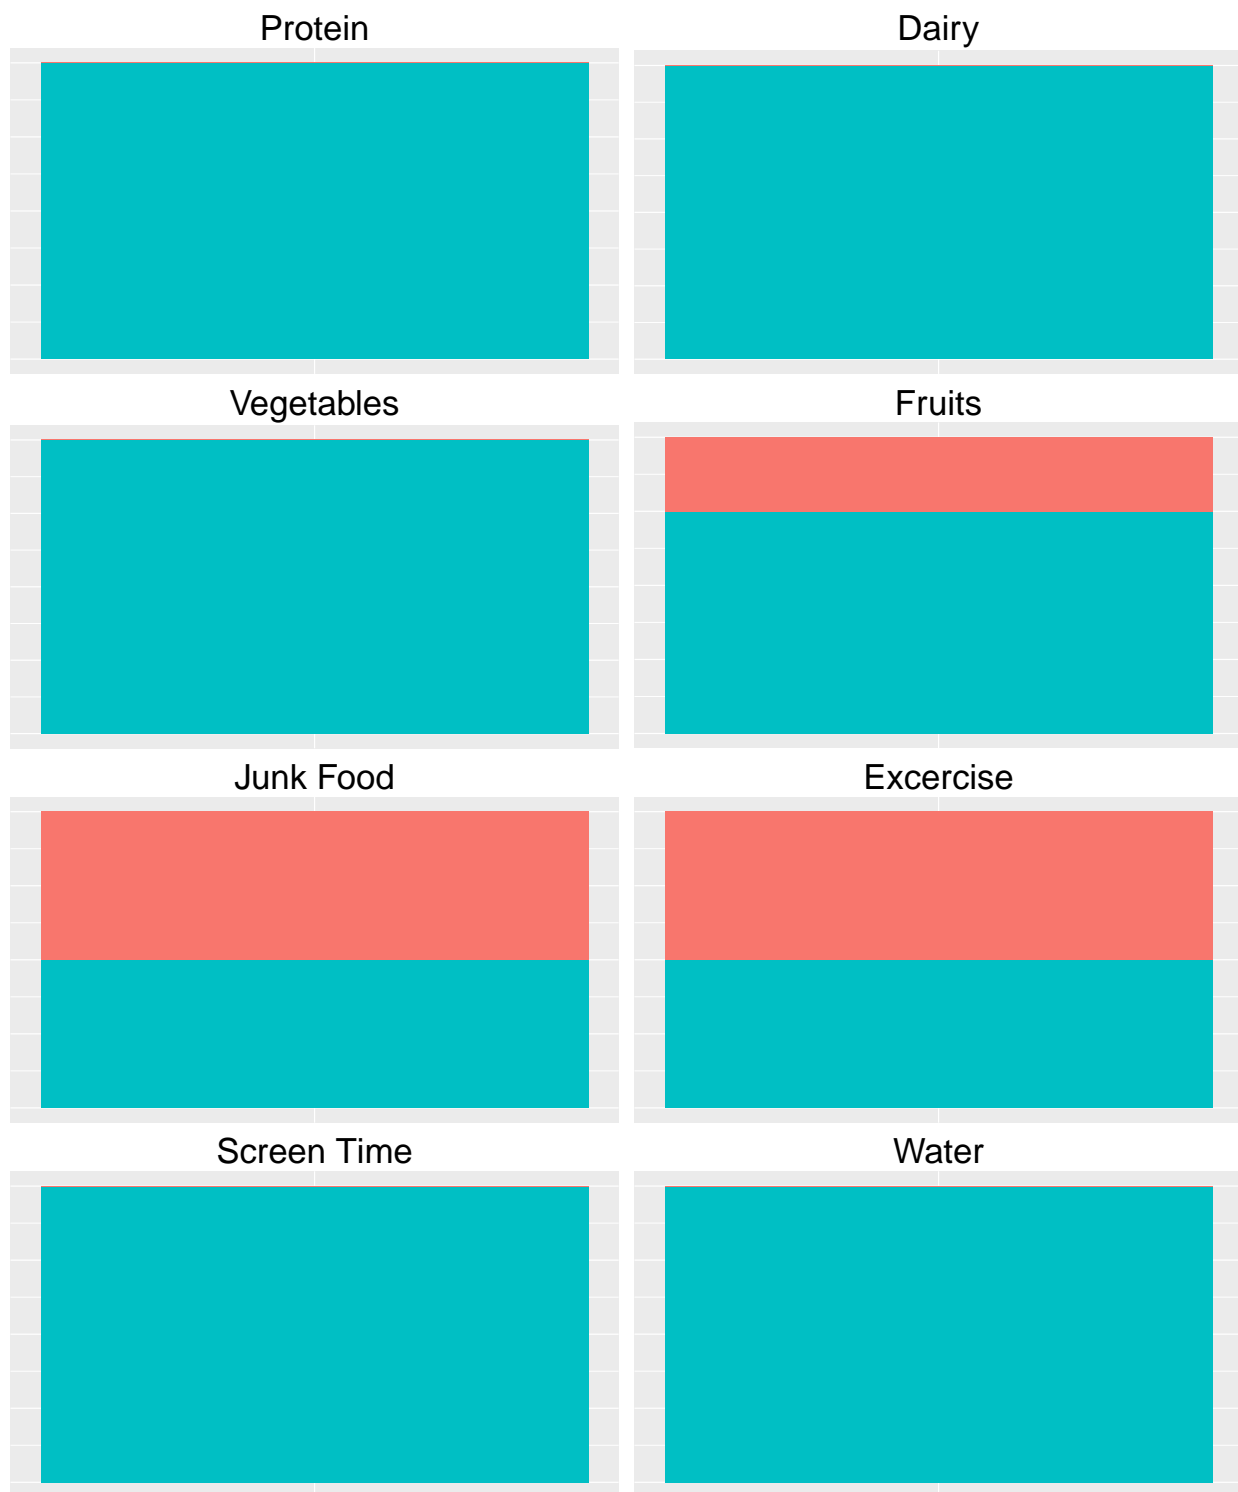 Protein
Dairy
Vegetables
Fruits
Junk Food
Excercise
Screen Time
Water